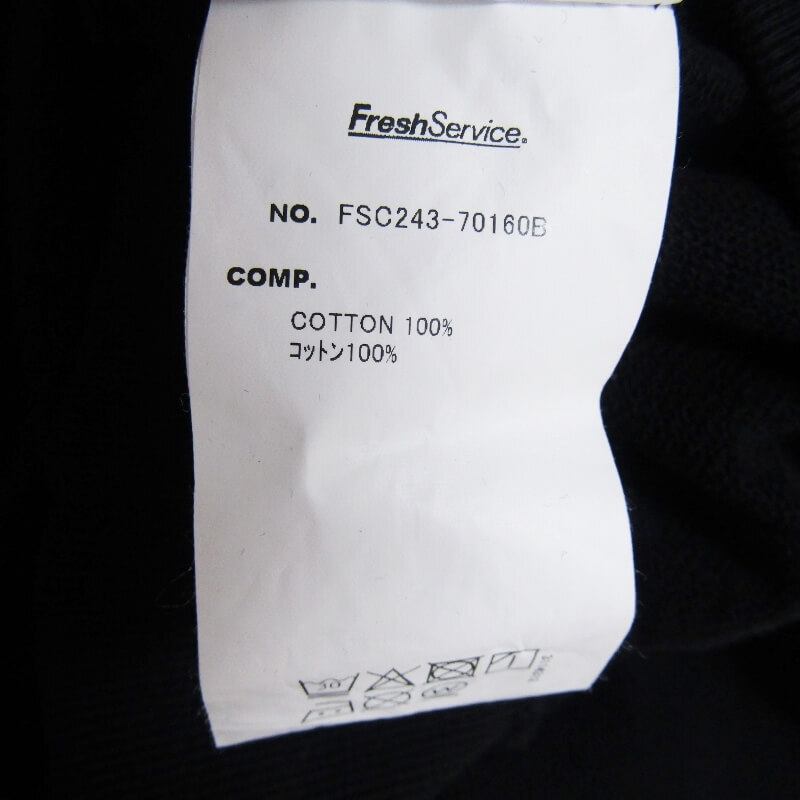 FreshService®
NO. FSC243-70160B
COMP.
COTTON 100%
コットン100%